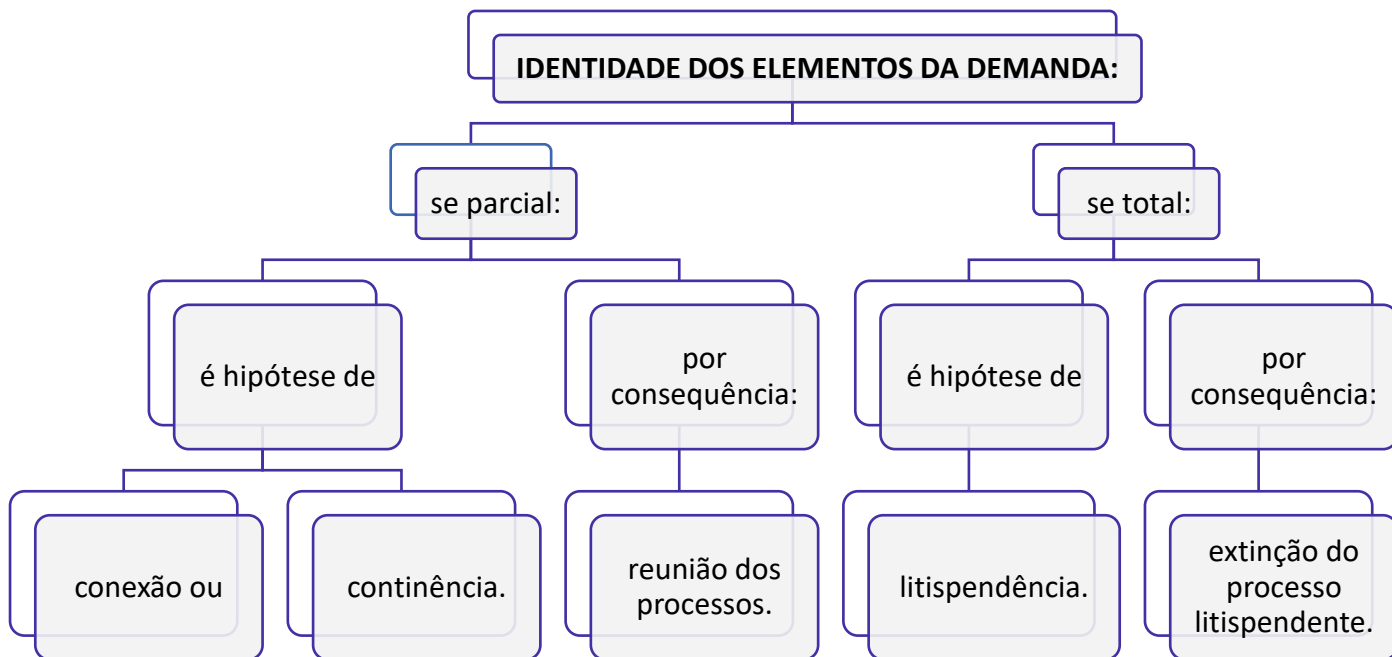 IDENTIDADE DOS ELEMENTOS DA DEMANDA:
se parcial:
se total:
é hipótese de
por
consequência:
é hipótese de
por
consequência:
conexão ou
continência.
reunião dos
processos.
litispendência.
extinção do
processo
litispendente.